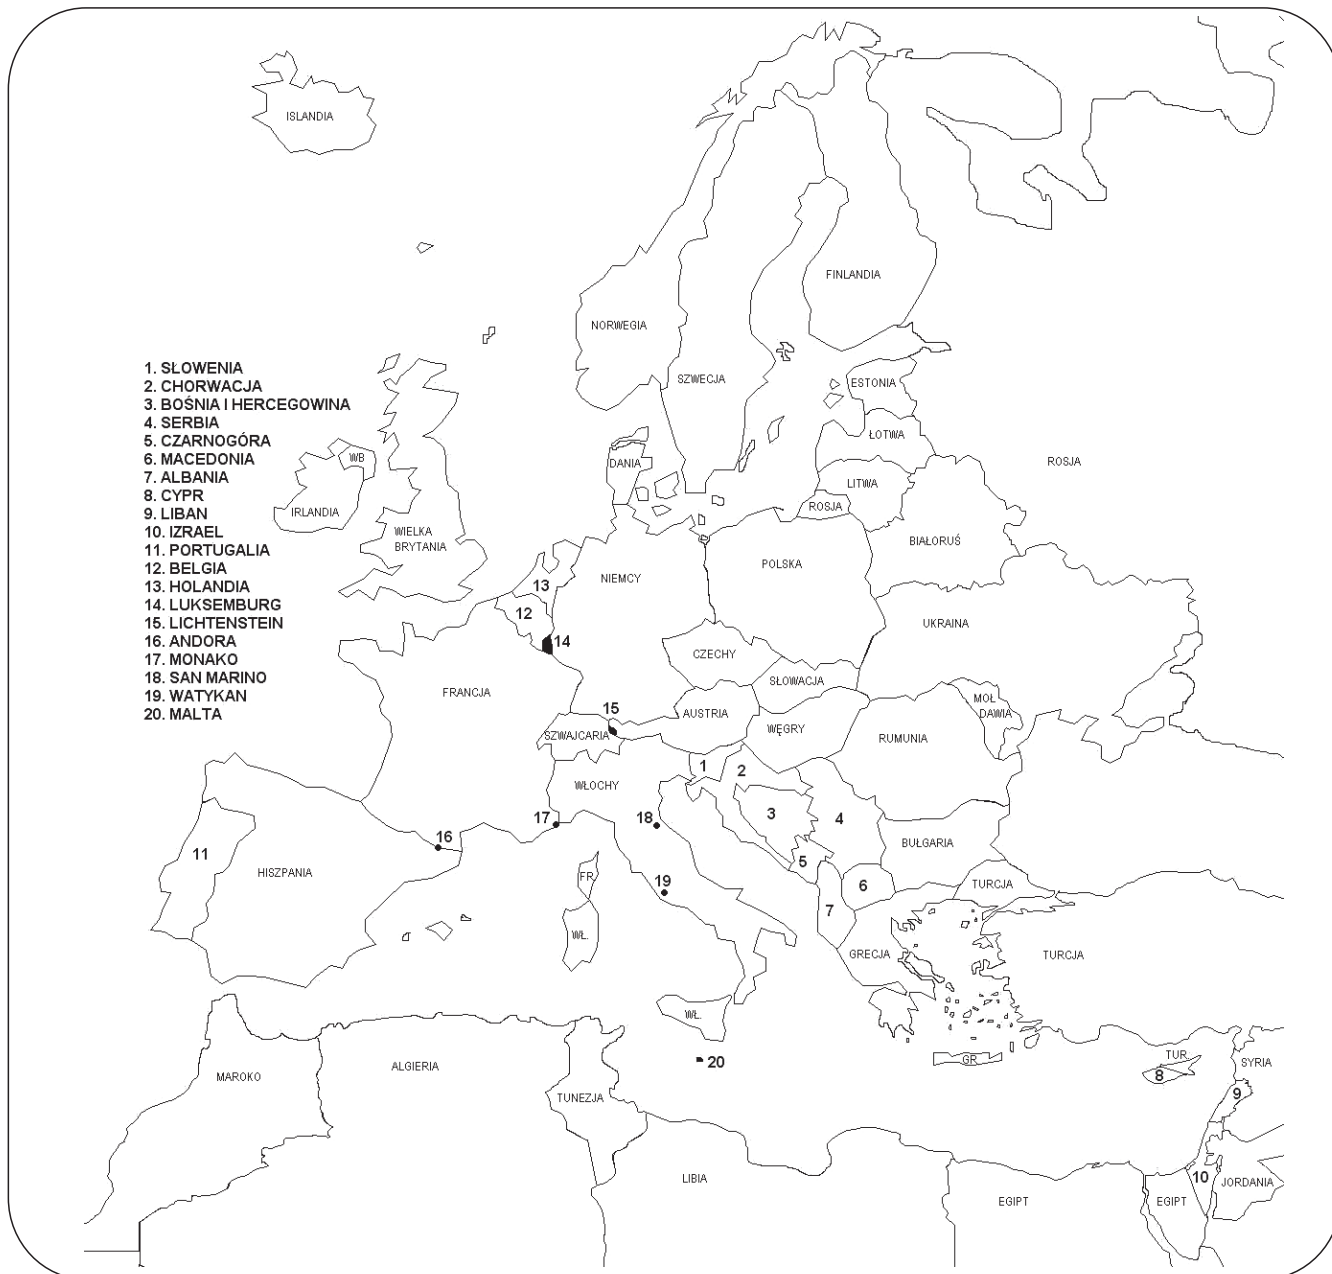 ISLANDIA
FINLANDIA
NORWEGIA
SZWECJA
ESTONIA
ŁOTWA
ROSJA
DANIA
LITWA
ROSJA
1. SŁOWENIA
2. CHORWACJA
3. BOŚNIA I HERCEGOWINA
4. SERBIA
5. CZARNOGÓRA
6. MACEDONIA
7. ALBANIA
8. CYPR
9. LIBAN
10. IZRAEL
11. PORTUGALIA
12. BELGIA
13. HOLANDIA
14. LUKSEMBURG
15. LICHTENSTEIN
16. ANDORA
17. MONAKO
18. SAN MARINO
19. WATYKAN
20. MALTA
WB
IRLANDIA
WIELKA
BRYTANIA
BIAŁORUŚ
POLSKA
NIEMCY
13
12
14
UKRAINA
CZECHY
SŁOWACJA
FRANCJA
MOŁ
DAWIA
15
AUSTRIA
SZWAJCARIA
WĘGRY
RUMUNIA
1
2
WŁOCHY
3
4
17
18
16
BUŁGARIA
11
HISZPANIA
5
FR.
19
6
TURCJA
7
WŁ.
GRECJA
TURCJA
WŁ.
20
GR
TUR
8
SYRIA
9
MAROKO
ALGIERIA
TUNEZJA
LIBIA
EGIPT
EGIPT
10
JORDANIA